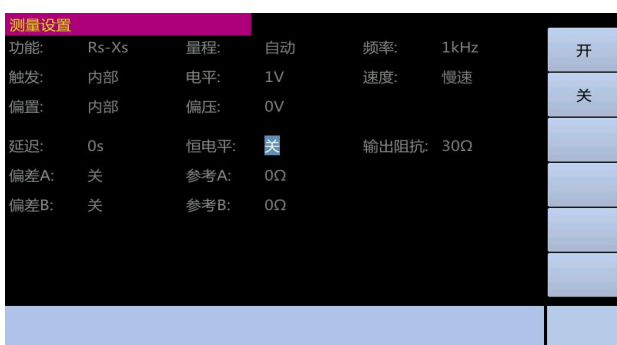 测量设置
功能: Rs-Xs 量程: 自动 频率: 1kHz
触发: 内部 电平: 1V 速度: 慢速
偏置: 内部 偏压: 0V
延迟: 0s 恒电平: 关 输出阻抗: 30Ω
偏差A: 关 参考A: 0Ω
偏差B: 关 参考B: 0Ω
开
关